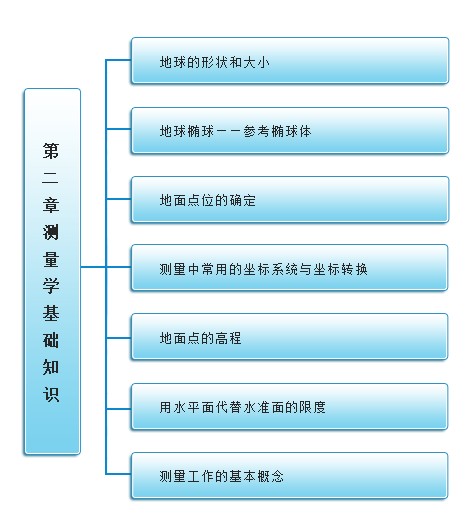 第二章测量学基础知识
地球的形状和大小
地球椭球－－参考椭球体
地面点位的确定
测量中常用的坐标系统与坐标转换
地面点的高程
用水平面代替水准面的限度
测量工作的基本概念